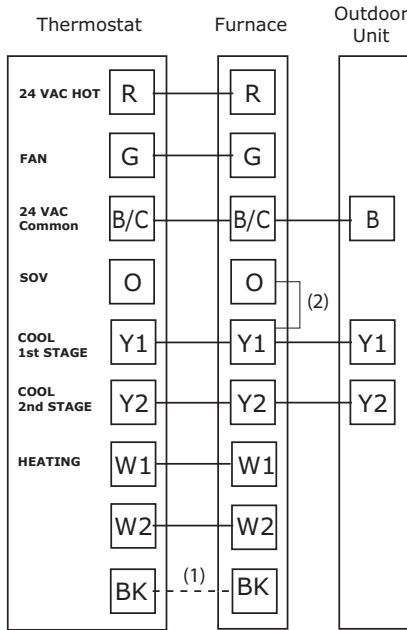 Thermostat Furnace Outdoor
Unit
24 VAC HOT R R
FAN G G
24 VAC
Common B/C B/C B
SOV O O
(2)
COOL
1st STAGE Y1 Y1 Y1
COOL
2nd STAGE Y2 Y2 Y2
HEATING W1 W1
W2 W2
BK (1) BK